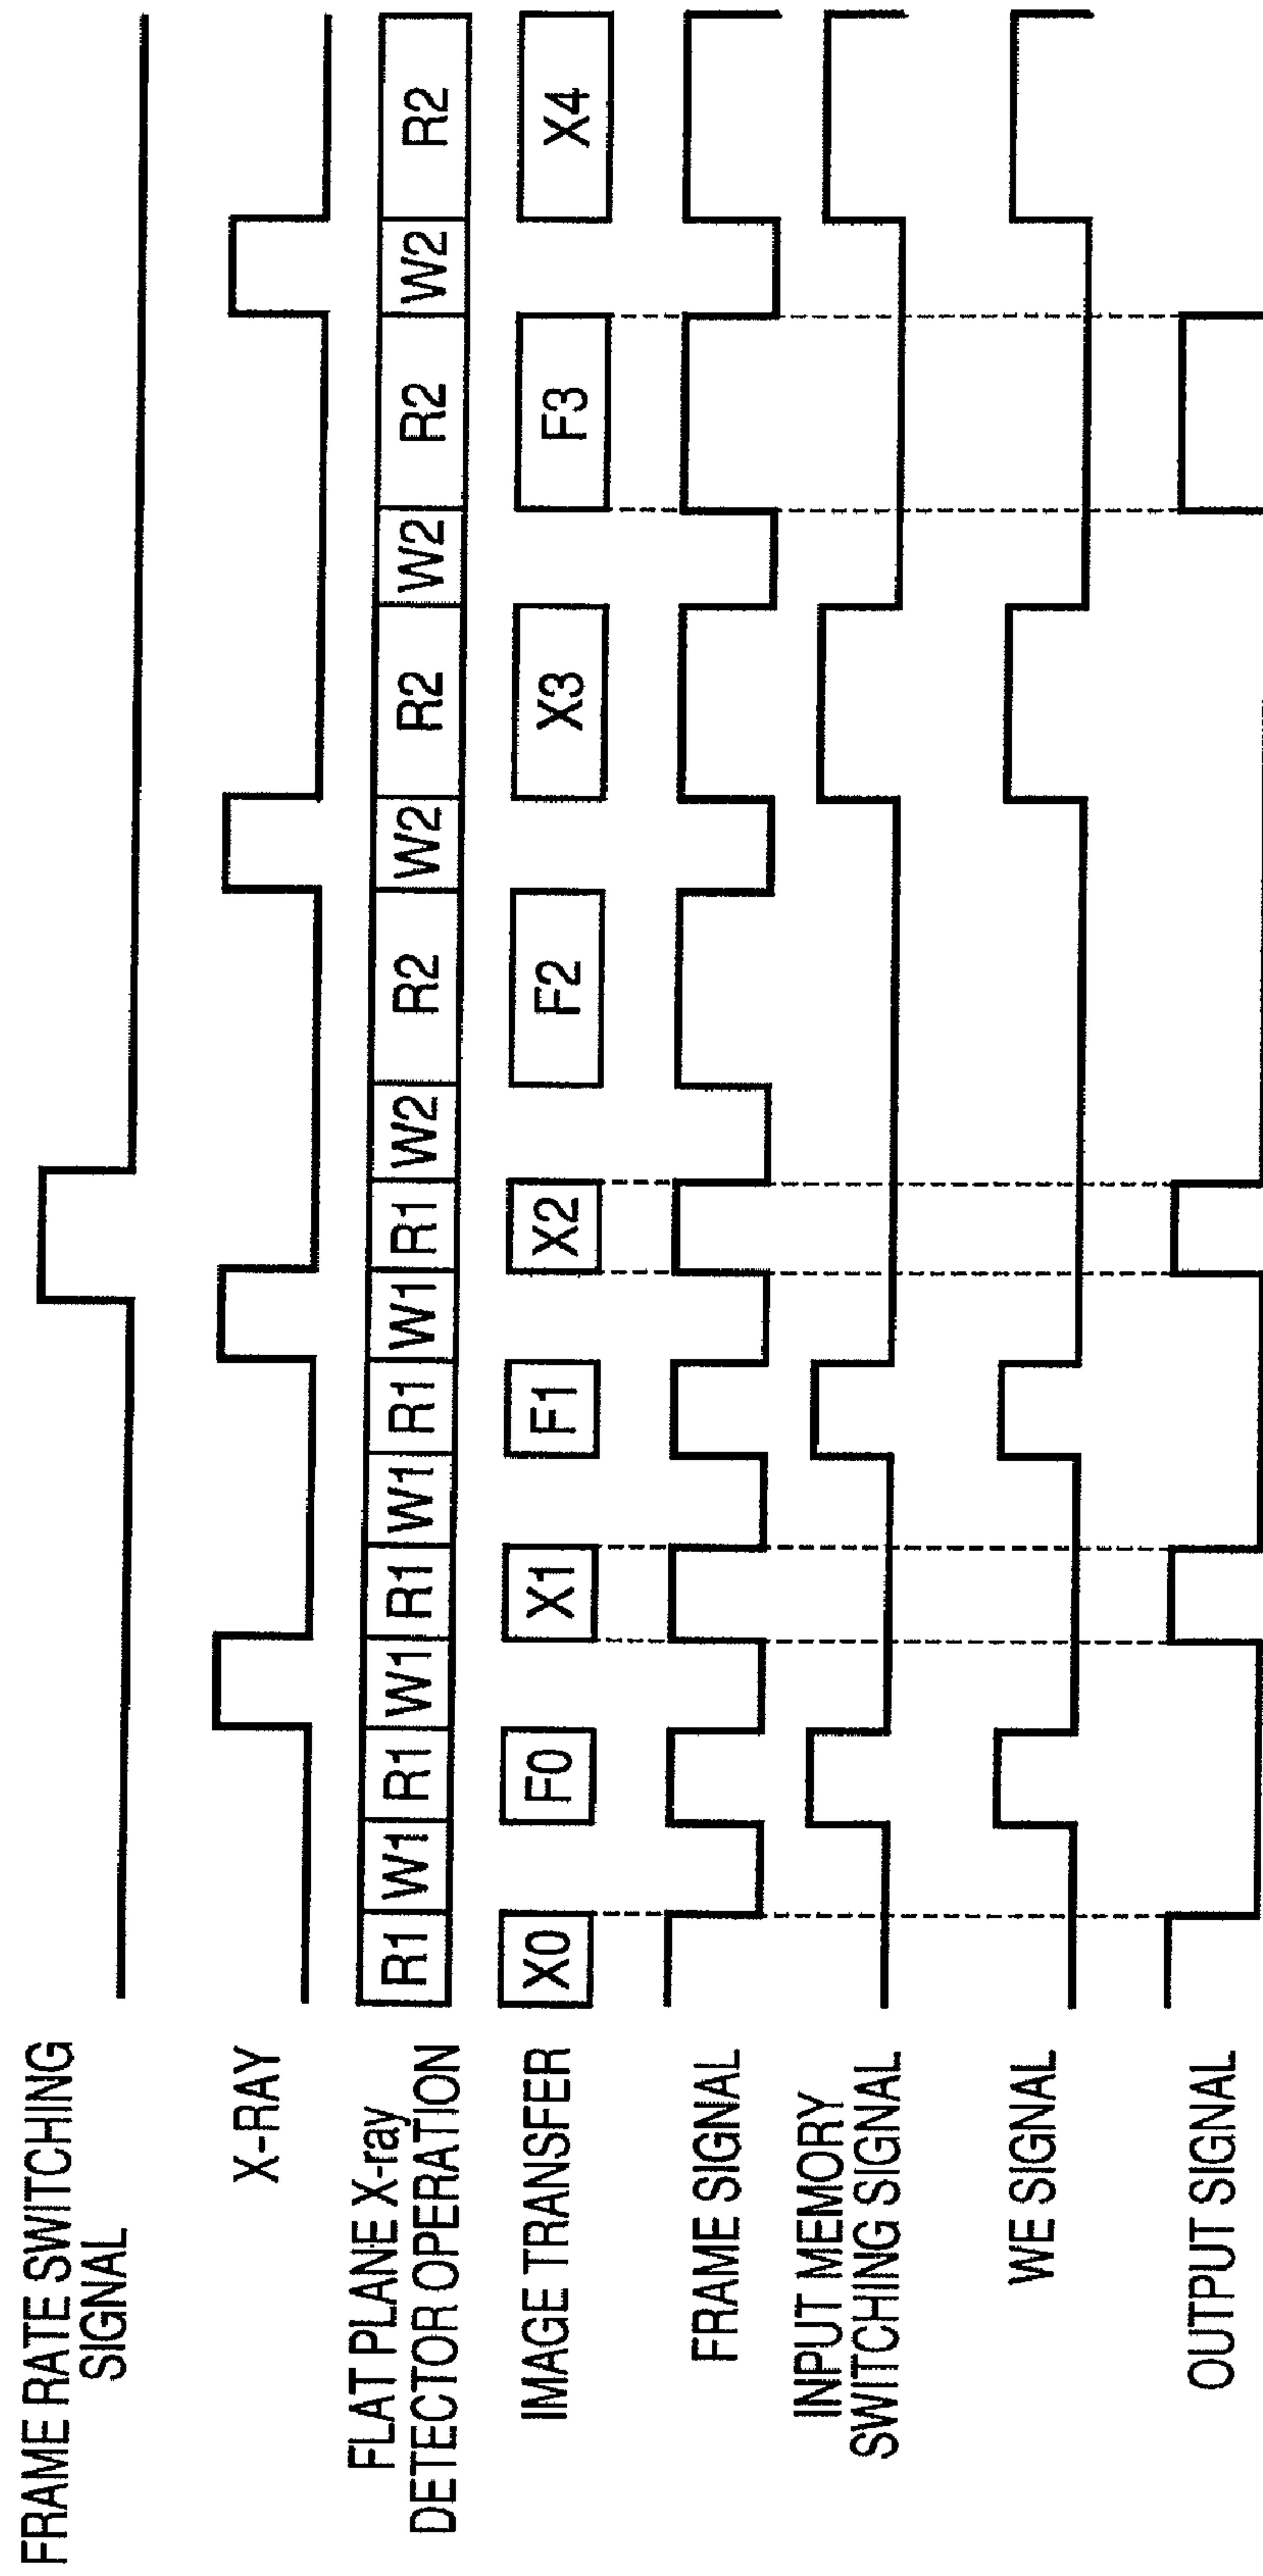 FRAME RATE SWITCHING
SIGNAL
X-RAY
FLAT PLANE X-ray
DETECTOR OPERATION
R1 W1 R1 W1 R1 W1 R1 W1 R1 W2 R2 W2 R2 W2 R2 W2 R2
IMAGE TRANSFER
X0 F0 X1 F1 X2 F2 X3 F3 X4
FRAME SIGNAL
INPUT MEMORY
SWITCHING SIGNAL
WE SIGNAL
OUTPUT SIGNAL